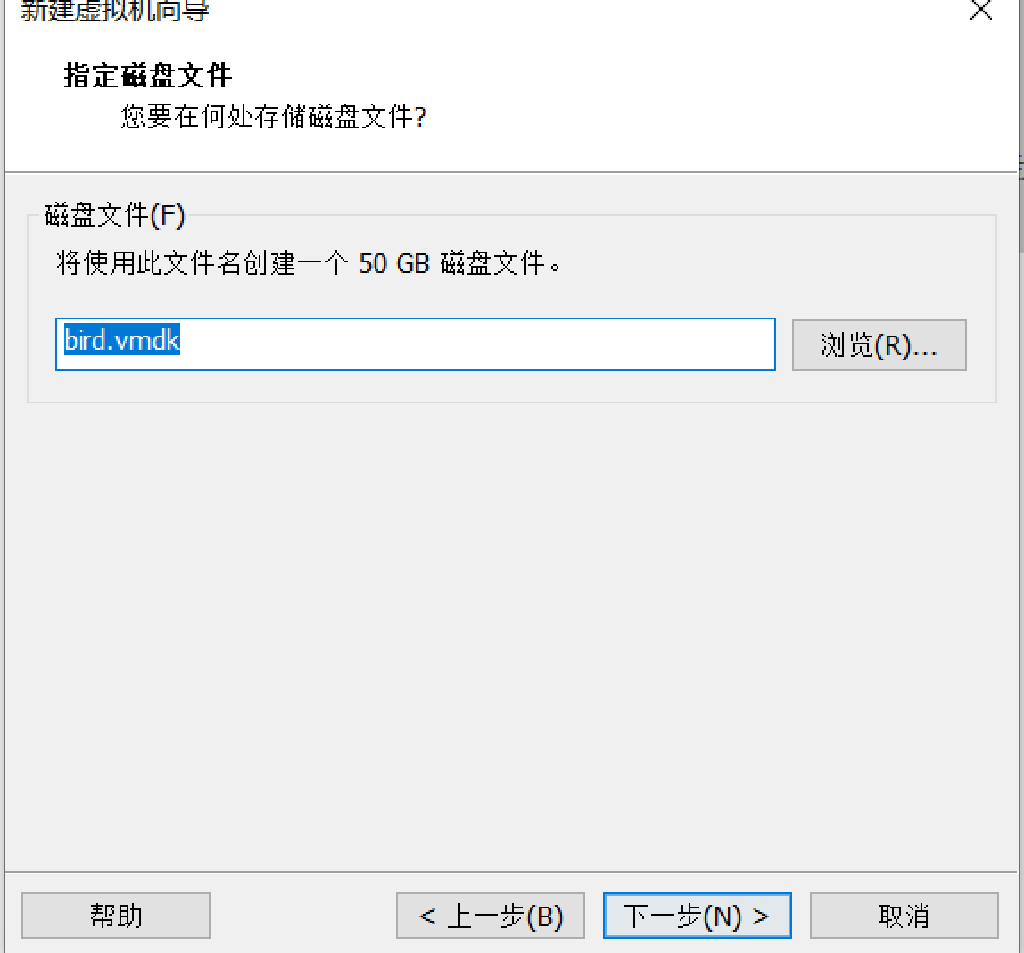 新建虚拟机向导
指定磁盘文件
您要在何处存储磁盘文件?
磁盘文件(F)
将使用此文件名创建一个 50 GB 磁盘文件。
bird.vmdk
浏览(R)...
帮助
< 上一步(B)
下一步(N) >
取消